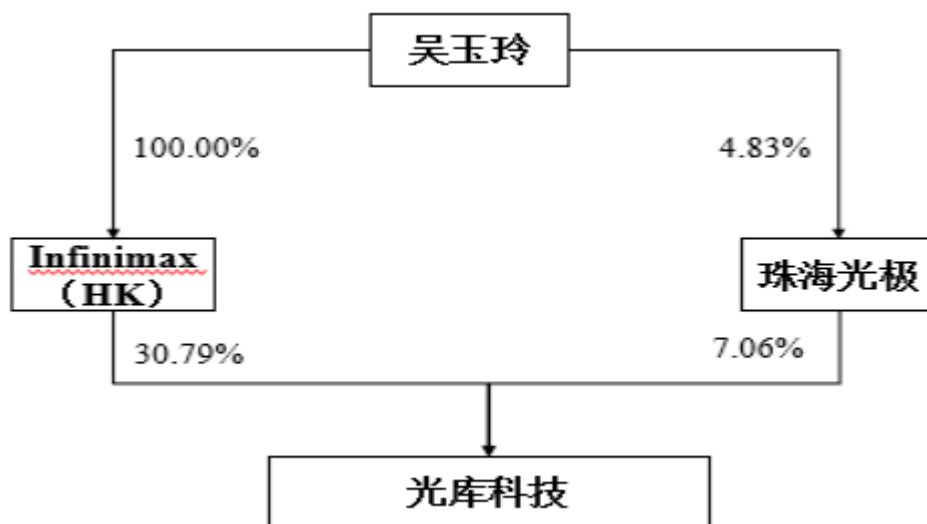 吴玉玲
100.00%
4.83%
Infinimax
（HK）
珠海光极
30.79%
7.06%
光库科技